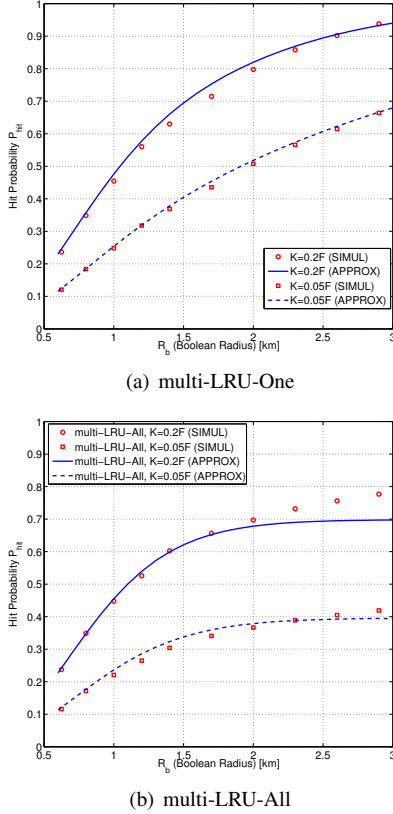 1
0.9
0.8
0.7
0.6
0.5
0.4
0.3
0.2
0.1
0
Hit Probability P_hit
K=0.2F (SIMUL)
K=0.2F (APPROX)
K=0.05F (SIMUL)
K=0.05F (APPROX)
0.5 1 1.5 2 2.5 3
R_b (Boolean Radius) [km]
(a) multi-LRU-One
1
0.9
0.8
0.7
0.6
0.5
0.4
0.3
0.2
0.1
0
Hit Probability P_hit
multi-LRU-All, K=0.2F (SIMUL)
multi-LRU-All, K=0.05F (SIMUL)
multi-LRU-All, K=0.2F (APPROX)
multi-LRU-All, K=0.05F (APPROX)
0.5 1 1.5 2 2.5 3
R_b (Boolean Radius) [km]
(b) multi-LRU-All